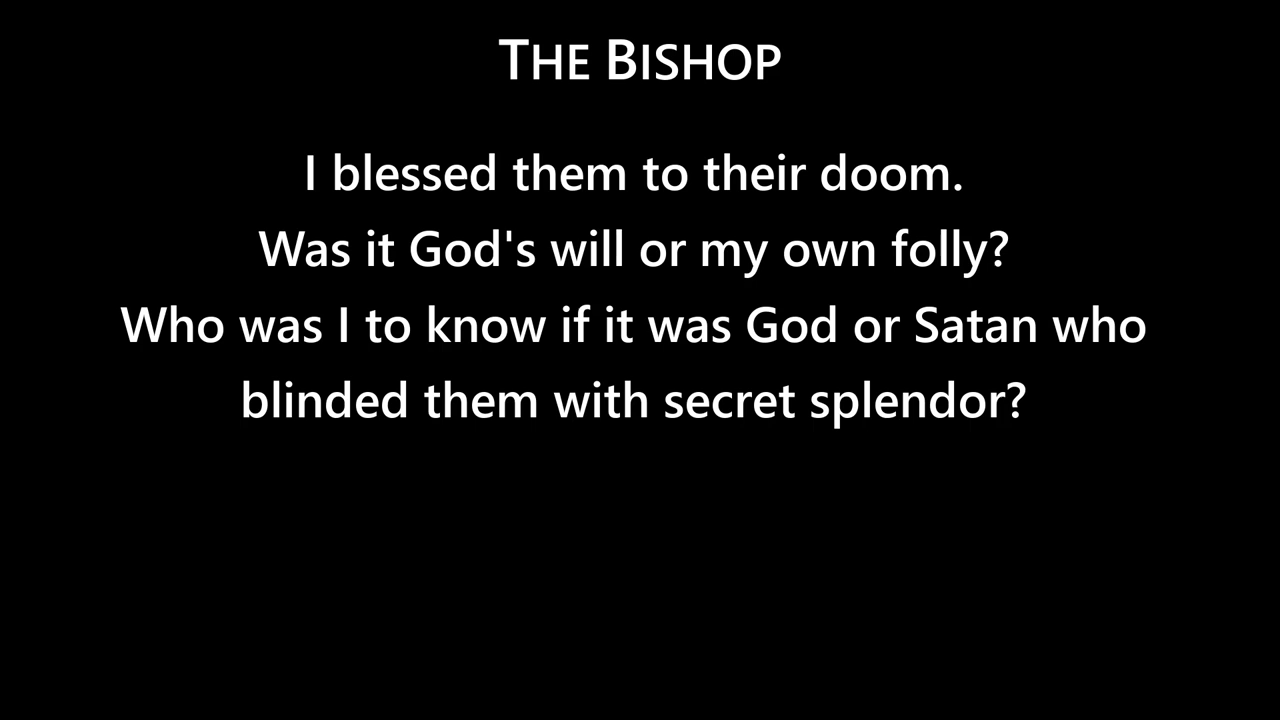 THE BISHOP
I blessed them to their doom.
Was it God's will or my own folly?
Who was I to know if it was God or Satan who
blinded them with secret splendor?